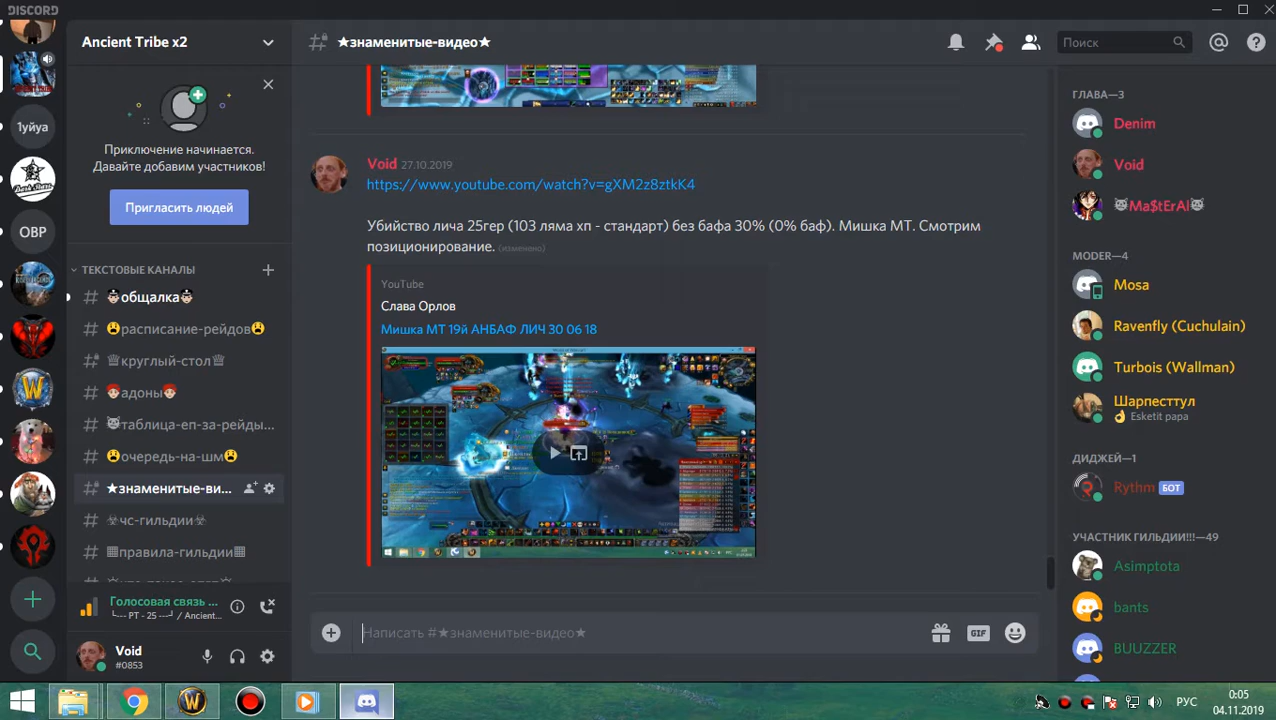 DISCORD
Ancient Tribe x2
Приключение начинается.
Давайте добавим участников!
Пригласить людей
ТЕКСТОВЫЕ КАНАЛЫ
# 👮общалка👮
# 😩расписание-рейдов😩
# ♕круглый-стол♕
# адоны
# таблица-еп-за-рейды...
# 😩очередь-на-шм😩
# ★знаменитые-ви...
# ☣чс-гильдии☣
# ▦правила-гильдии▦
Голосовая связь ...
РТ - 25 ---┘ / Ancient...
Void
#0853
1уйуа
ОВР
★знаменитые-видео★
Поиск
Void 27.10.2019
https://www.youtube.com/watch?v=gXM2z8ztkK4
Убийство лича 25гер (103 ляма хп - стандарт) без бафа 30% (0% баф). Мишка МТ. Смотрим
позиционирование. (изменено)
YouTube
Слава Орлов
Мишка МТ 19й АНБАФ ЛИЧ 30 06 18
Написать #★знаменитые-видео★
GIF
ГЛАВА—3
Denim
Void
😈Ma$tErAl😈
MODER—4
Mosa
Ravenfly (Cuchulain)
Turbois (Wallman)
Шарпесттул
👌 Esketit papa
ДИДЖЕЙ—1
Rythm БОТ
УЧАСТНИК ГИЛЬДИИ!!!—49
Asimptota
bants
BUUZZER
РУС
0:05
04.11.2019